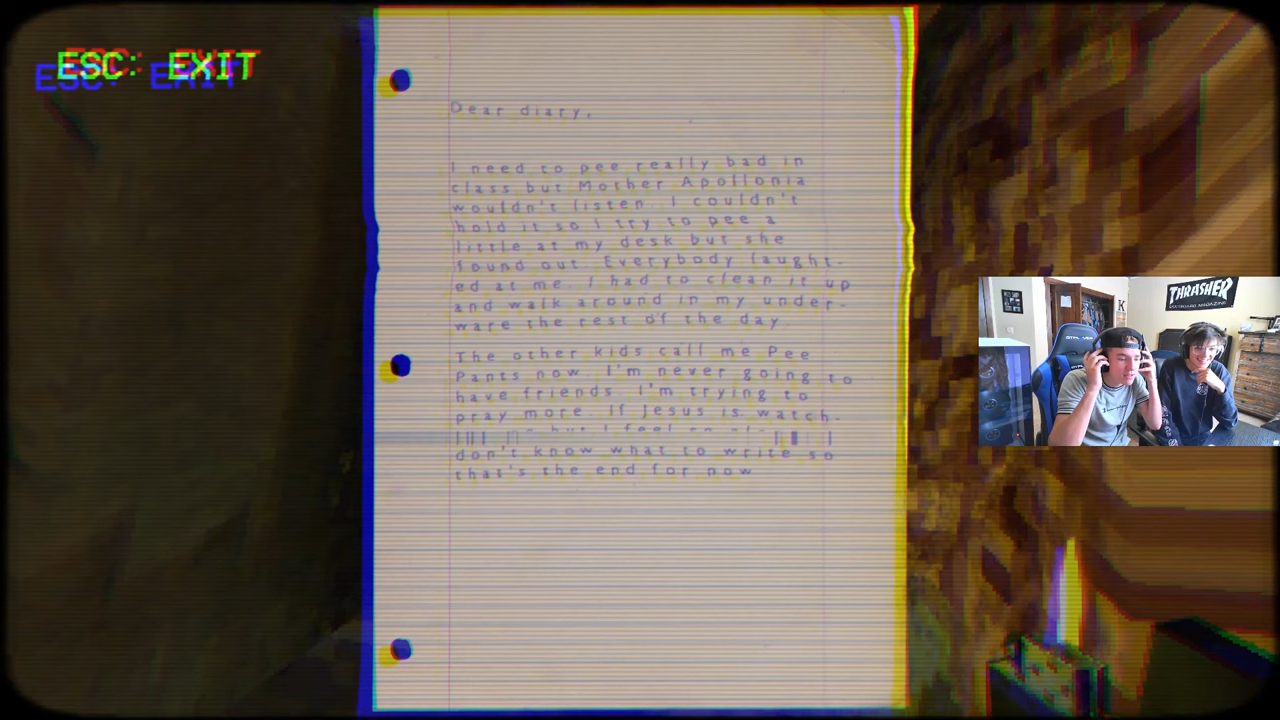 ESC: EXIT
Dear diary,
I need to pee really bad in
class but Mother Apollonia
wouldn't listen. I couldn't
hold it so I try to pee a
little at my desk but she
found out. Everybody laught-
ed at me. I had to clean it up
and walk around in my under-
ware the rest of the day.
The other kids call me Pee
Pants now. I'm never going to
have friends. I'm trying to
pray more. If Jesus is watch-
but I feel
don't know what to write so
that's the end for now
THRASHER
K